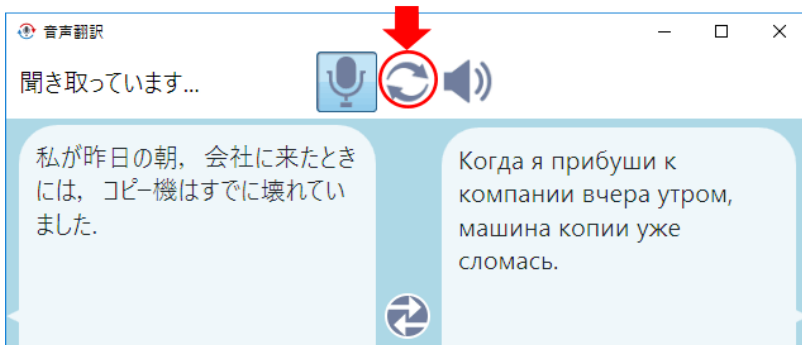 音声翻訳
聞き取っています...
私が昨日の朝, 会社に来たとき
には, コピー機はすでに壊れてい
ました.
Когда я прибуши к
компании вчера утром,
машина копии уже
сломась.